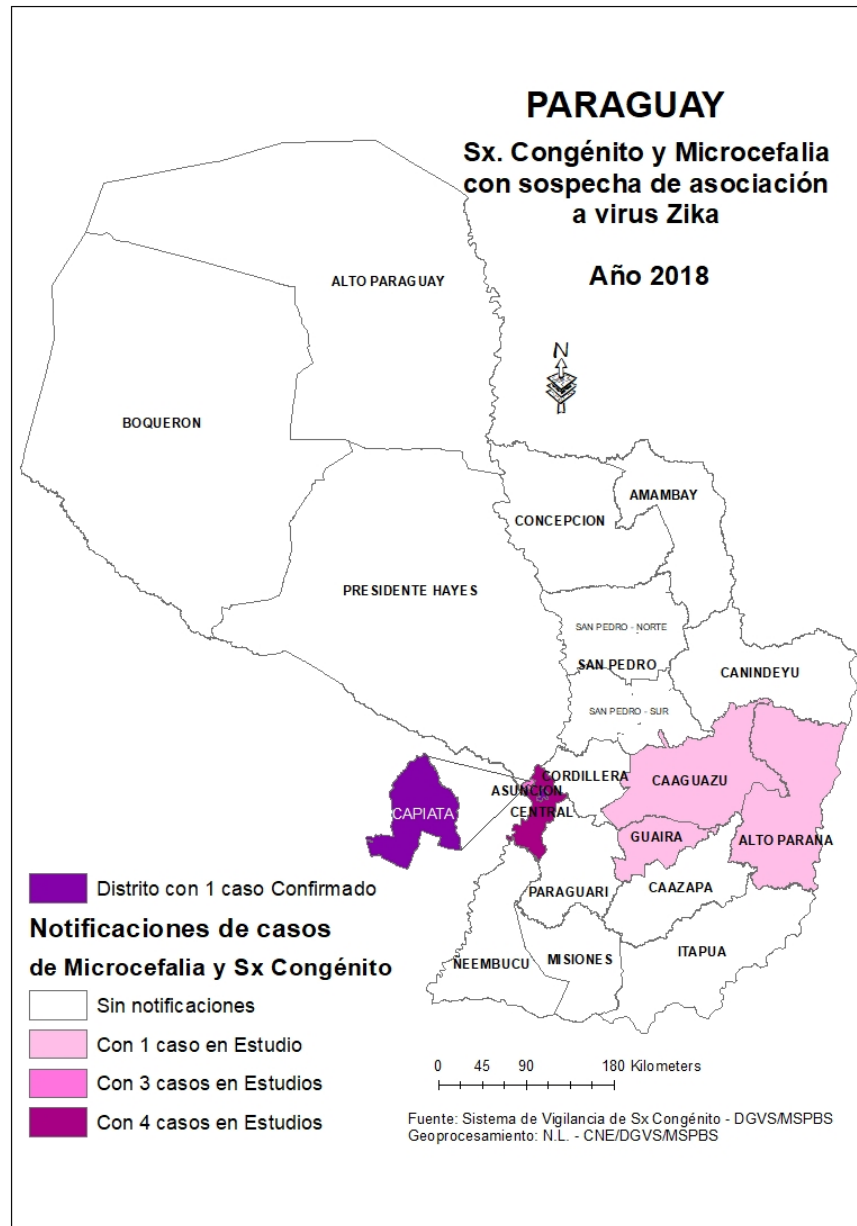 PARAGUAY
Sx. Congénito y Microcefalia
con sospecha de asociación
a virus Zika
Año 2018
N
ALTO PARAGUAY
BOQUERON
AMAMBAY
CONCEPCION
PRESIDENTE HAYES
SAN PEDRO - NORTE
SAN PEDRO
CANINDEYU
SAN PEDRO - SUR
CORDILLERA
CAAGUAZU
ASUNCION
CAPIATA
CENTRAL
GUAIRA
ALTO PARANA
PARAGUARI
CAAZAPA
NEEMBUCU
MISIONES
ITAPUA
Distrito con 1 caso Confirmado
Notificaciones de casos
de Microcefalia y Sx Congénito
Sin notificaciones
Con 1 caso en Estudio
Con 3 casos en Estudios
Con 4 casos en Estudios
0 45 90 180 Kilometers
Fuente: Sistema de Vigilancia de Sx Congénito - DGVS/MSPBS
Geoprocesamiento: N.L. - CNE/DGVS/MSPBS